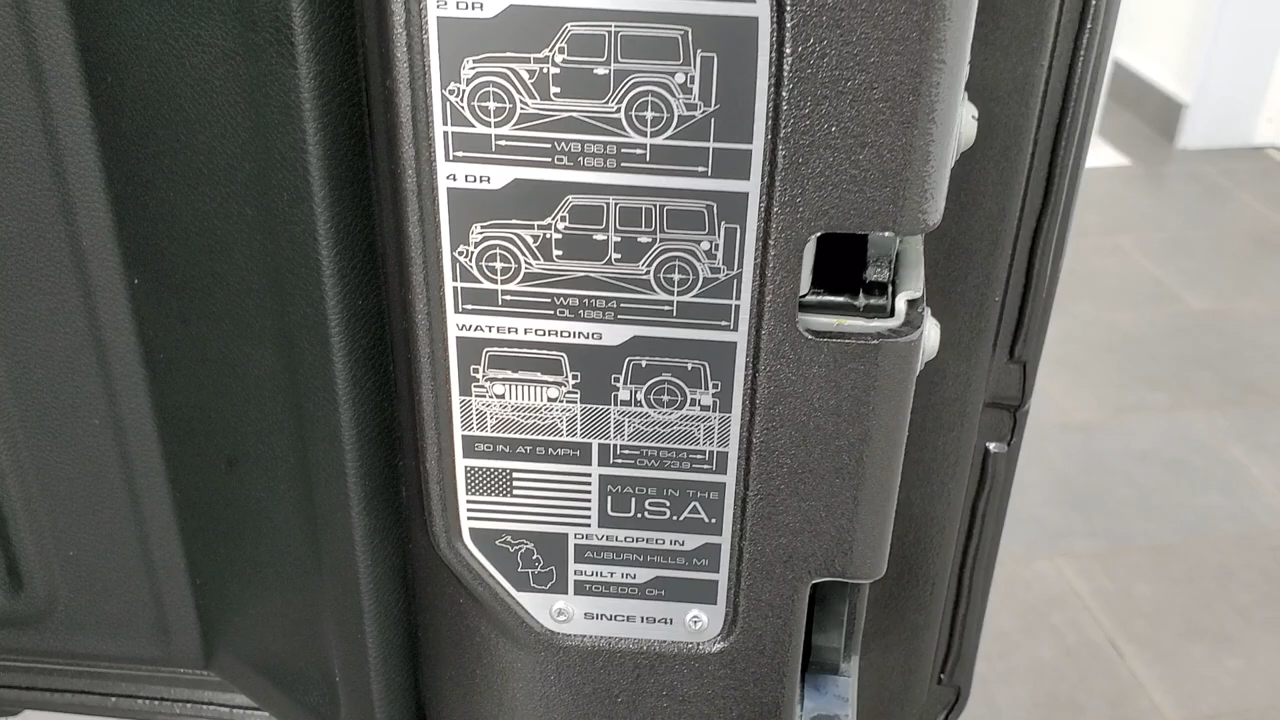 2 DR
WB 96.8
OL 166.6
4 DR
WB 118.4
OL 188.2
WATER FORDING
30 IN. AT 5 MPH
TR 64.4
OW 73.9
MADE IN THE
U.S.A.
DEVELOPED IN
AUBURN HILLS, MI
BUILT IN
TOLEDO, OH
SINCE 1941